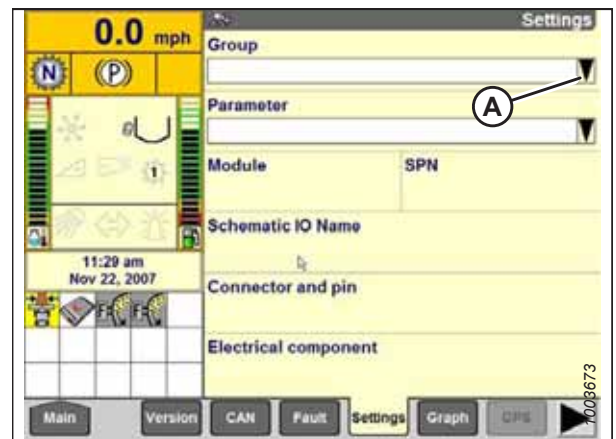 0.0 mph
Settings
Group
N
(P)
A
Parameter
1
Module
SPN
Schematic IO Name
11:29 am
Nov 22, 2007
Connector and pin
Electrical component
Main
Version
CAN
Fault
Settings
Graph
GPS
1003673